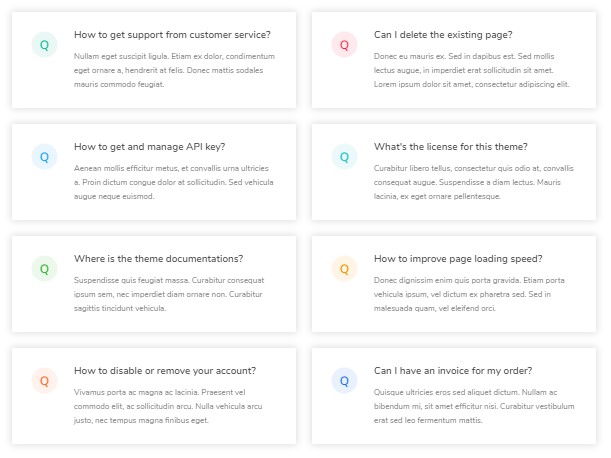 Q
How to get support from customer service?
Nullam eget suscipit ligula. Etiam ex dolor, condimentum
eget ornare a, hendrerit at felis. Donec mattis sodales
mauris commodo feugiat.
Q
Can I delete the existing page?
Donec eu mauris ex. Sed in dapibus est. Sed mollis
lectus augue, in imperdiet erat sollicitudin sit amet.
Lorem ipsum dolor sit amet, consectetur adipiscing elit.
Q
How to get and manage API key?
Aenean mollis efficitur metus, et convallis urna ultricies
a. Proin dictum congue dolor at sollicitudin. Sed vehicula
augue neque euismod.
Q
What's the license for this theme?
Curabitur libero tellus, consectetur quis odio at, convallis
consequat augue. Suspendisse a diam lectus. Mauris
lacinia, ex eget ornare pellentesque.
Q
Where is the theme documentations?
Suspendisse quis feugiat massa. Curabitur consequat
ipsum sem, nec imperdiet diam ornare non. Curabitur
sagittis tincidunt vehicula.
Q
How to improve page loading speed?
Donec dignissim enim quis porta gravida. Etiam porta
vehicula ipsum, vel dictum ex pharetra sed. Sed in
malesuada quam, vel eleifend orci.
Q
How to disable or remove your account?
Vivamus porta ac magna ac lacinia. Praesent vel
commodo elit, ac sollicitudin arcu. Nulla vehicula arcu
justo, nec tempus magna finibus eget.
Q
Can I have an invoice for my order?
Quisque ultricies eros sed aliquet dictum. Nullam ac
bibendum mi, sit amet efficitur nisi. Curabitur vestibulum
erat sed leo fermentum mattis.